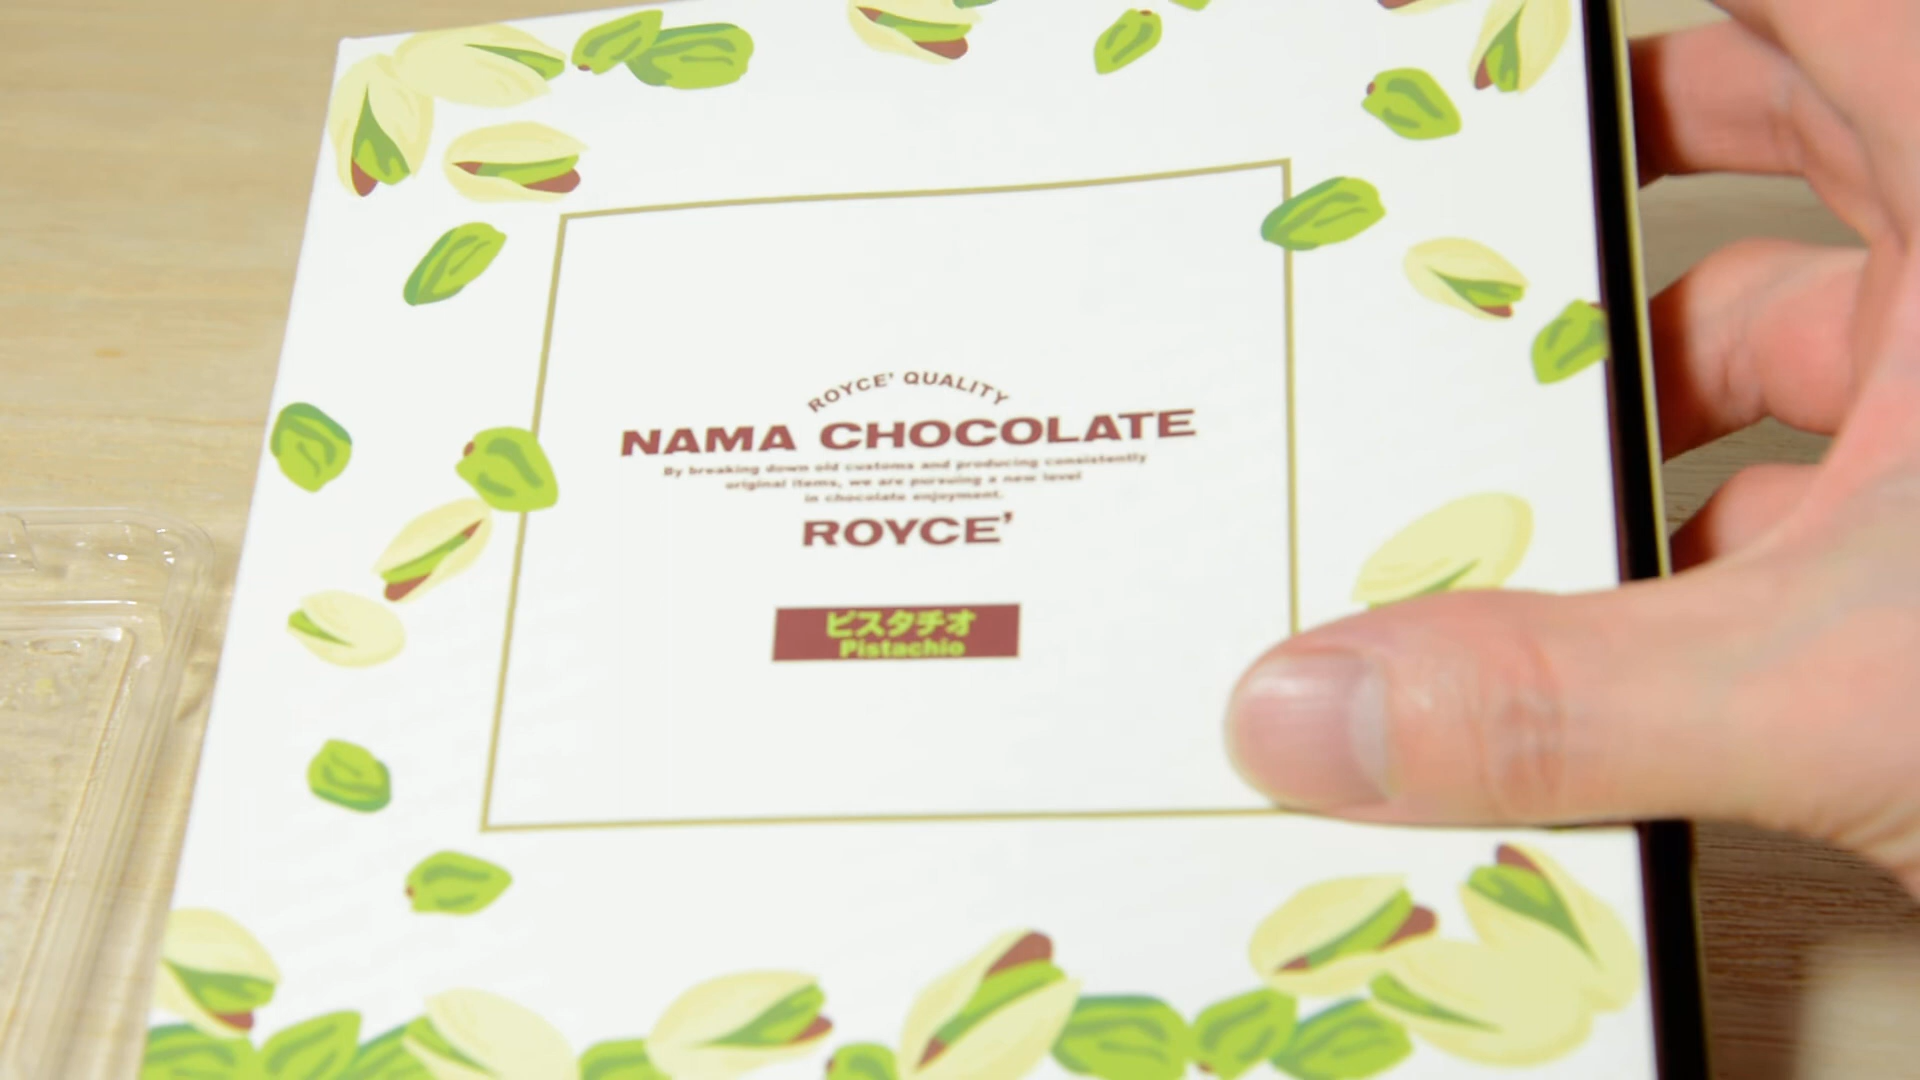 ROYCE' QUALITY
NAMA CHOCOLATE
By breaking down old customs and producing consistently
original items, we are pursuing a new level
in chocolate enjoyment.
ROYCE'
ピスタチオ
Pistachio